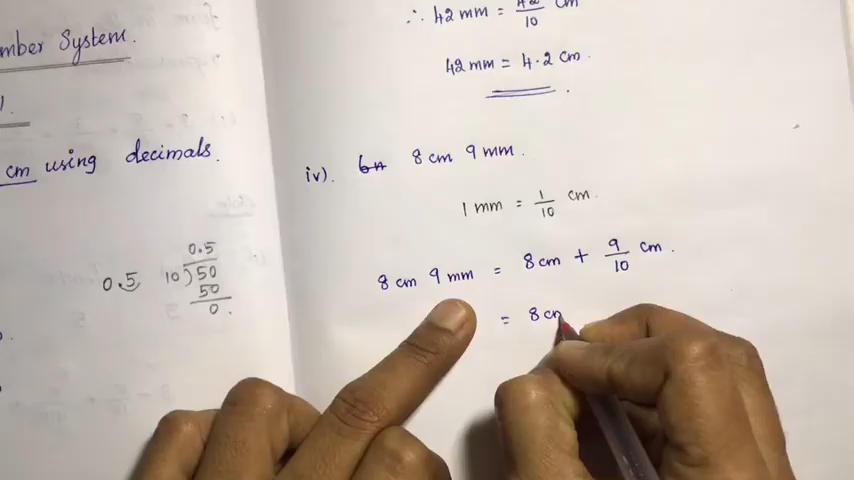 mber System.
1.
cm using decimals.
0.5
0.5 10)50
50
0.
∴ 42 mm = 42/10 cm
42 mm = 4.2 cm.
iv). 8 cm 9 mm.
1 mm = 1/10 cm.
8 cm 9 mm = 8 cm + 9/10 cm.
= 8 cm